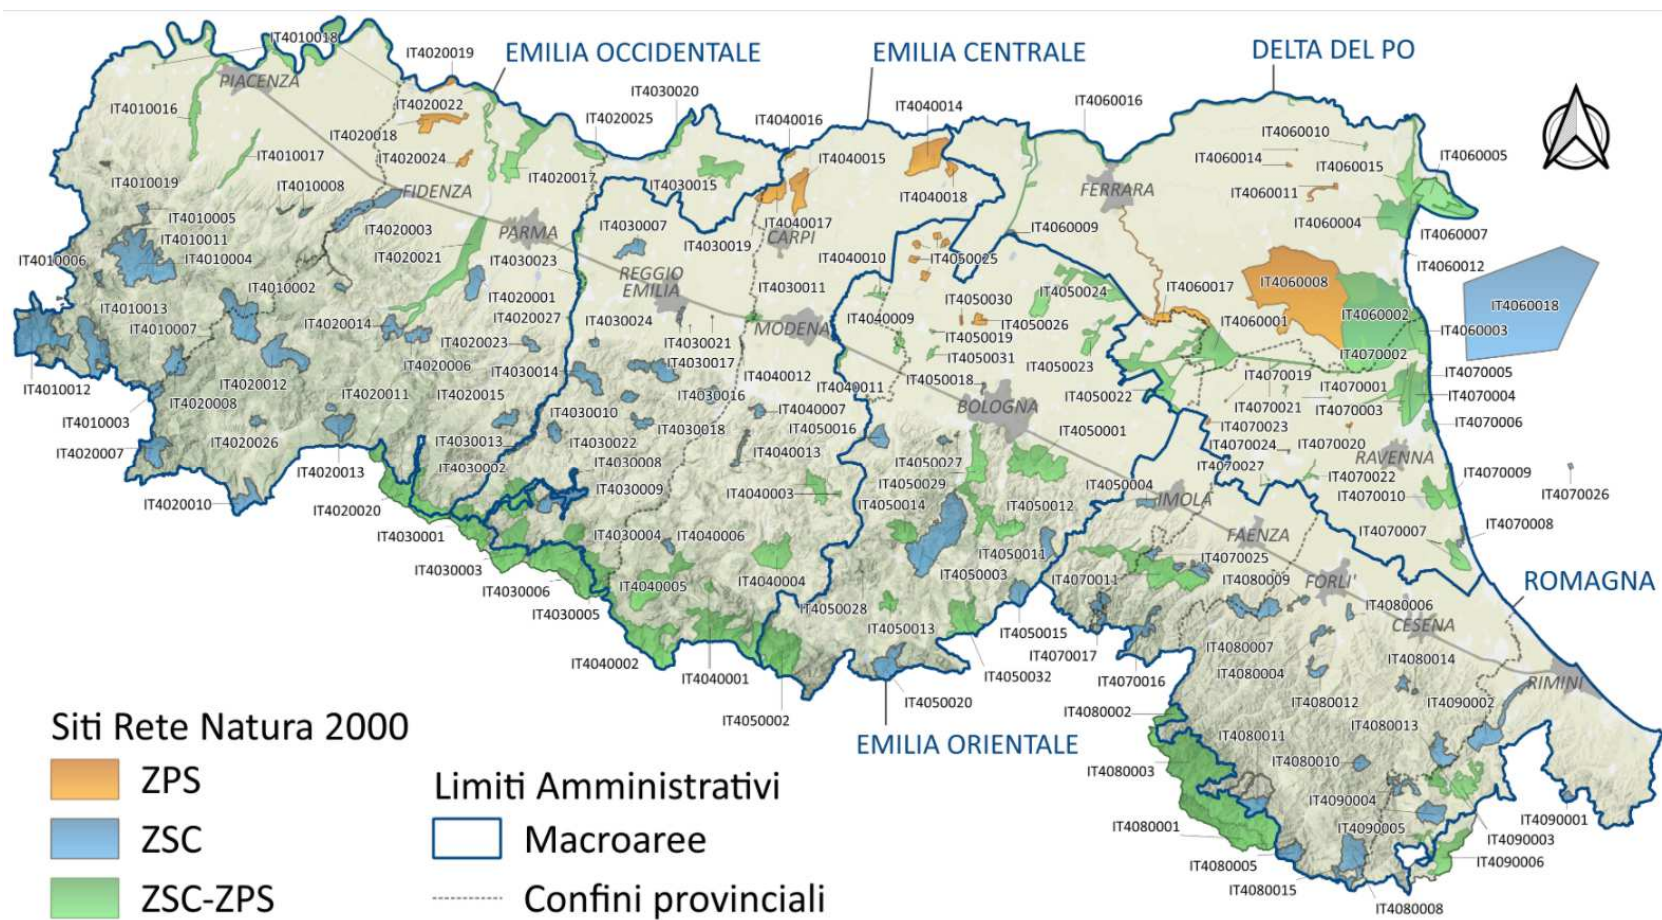 IT4010018
IT4020019
EMILIA OCCIDENTALE
EMILIA CENTRALE
DELTA DEL PO
PIACENZA
IT4030020
IT4010016
IT4020022
IT4020025
IT4040016
IT4040014
IT4060016
IT4020018
IT4060010
IT4010017
IT4020024
IT4040015
IT4060014
IT4060015
IT4060005
IT4010019
IT4010008
FIDENZA
IT4020017
IT4030015
IT4040018
FERRARA
IT4060011
IT4010005
IT4020003
PARMA
IT4030007
IT4040017
IT4060009
IT4060004
IT4010011
IT4030019
CARPI
IT4060007
IT4010006
IT4010004
IT4020021
IT4030023
REGGIO
EMILIA
IT4040010
IT4050025
IT4060012
IT4010002
IT4030011
IT4050024
IT4060017
IT4060008
IT4060018
IT4010013
IT4020001
IT4050030
IT4010007
IT4020014
IT4020027
IT4030024
MODENA
IT4040009
IT4050026
IT4060001
IT4060002
IT4060003
IT4020023
IT4030021
IT4050019
IT4070002
IT4020006
IT4030017
IT4050031
IT4050023
IT4010012
IT4020012
IT4030014
IT4040012
IT4040011
IT4050018
IT4070019
IT4070005
IT4020011
IT4020015
IT4030016
IT4050022
IT4070001
IT4070004
IT4010003
IT4020008
IT4030010
IT4040007
BOLOGNA
IT4070021
IT4070003
IT4020026
IT4030018
IT4050016
IT4050001
IT4070023
IT4070006
IT4020007
IT4030013
IT4030022
IT4040013
IT4070024
IT4070020
RAVENNA
IT4020013
IT4030002
IT4030008
IT4050027
IT4070027
IT4070009
IT4020010
IT4030009
IT4040003
IT4050029
IT4050004
IMOLA
IT4070022
IT4070026
IT4020020
IT4050014
IT4050012
IT4070010
IT4030001
IT4030004
IT4040006
FAENZA
IT4070007
IT4070008
IT4030003
IT4050011
IT4070025
IT4030006
IT4040005
IT4040004
IT4050003
IT4070011
IT4080009
FORLI'
ROMAGNA
IT4030005
IT4050028
IT4080006
IT4050013
IT4050015
CESENA
IT4040002
IT4070017
IT4080007
IT4080014
IT4040001
IT4050032
IT4070016
IT4080004
RIMINI
IT4050020
IT4080012
IT4090002
IT4050002
IT4080002
IT4080013
EMILIA ORIENTALE
IT4080011
IT4080003
IT4080010
IT4090004
IT4090001
IT4080001
IT4090005
IT4090003
IT4080005
IT4090006
IT4080015
IT4080008
Siti Rete Natura 2000
ZPS
ZSC
ZSC-ZPS
Limiti Amministrativi
Macroaree
Confini provinciali